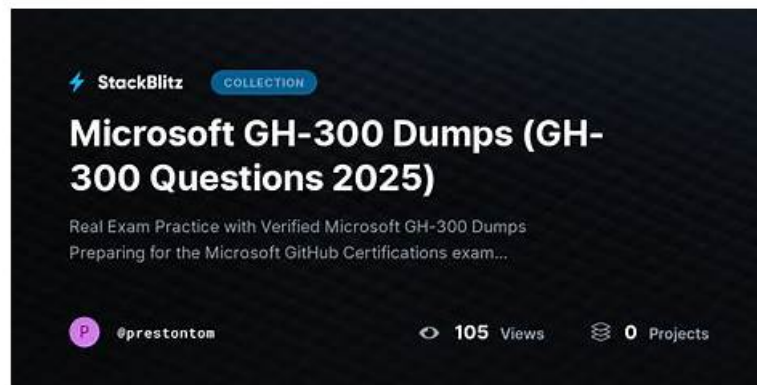 StackBlitz COLLECTION
Microsoft GH-300 Dumps (GH-
300 Questions 2025)
Real Exam Practice with Verified Microsoft GH-300 Dumps
Preparing for the Microsoft GitHub Certifications exam...
P @prestontom 105 Views 0 Projects